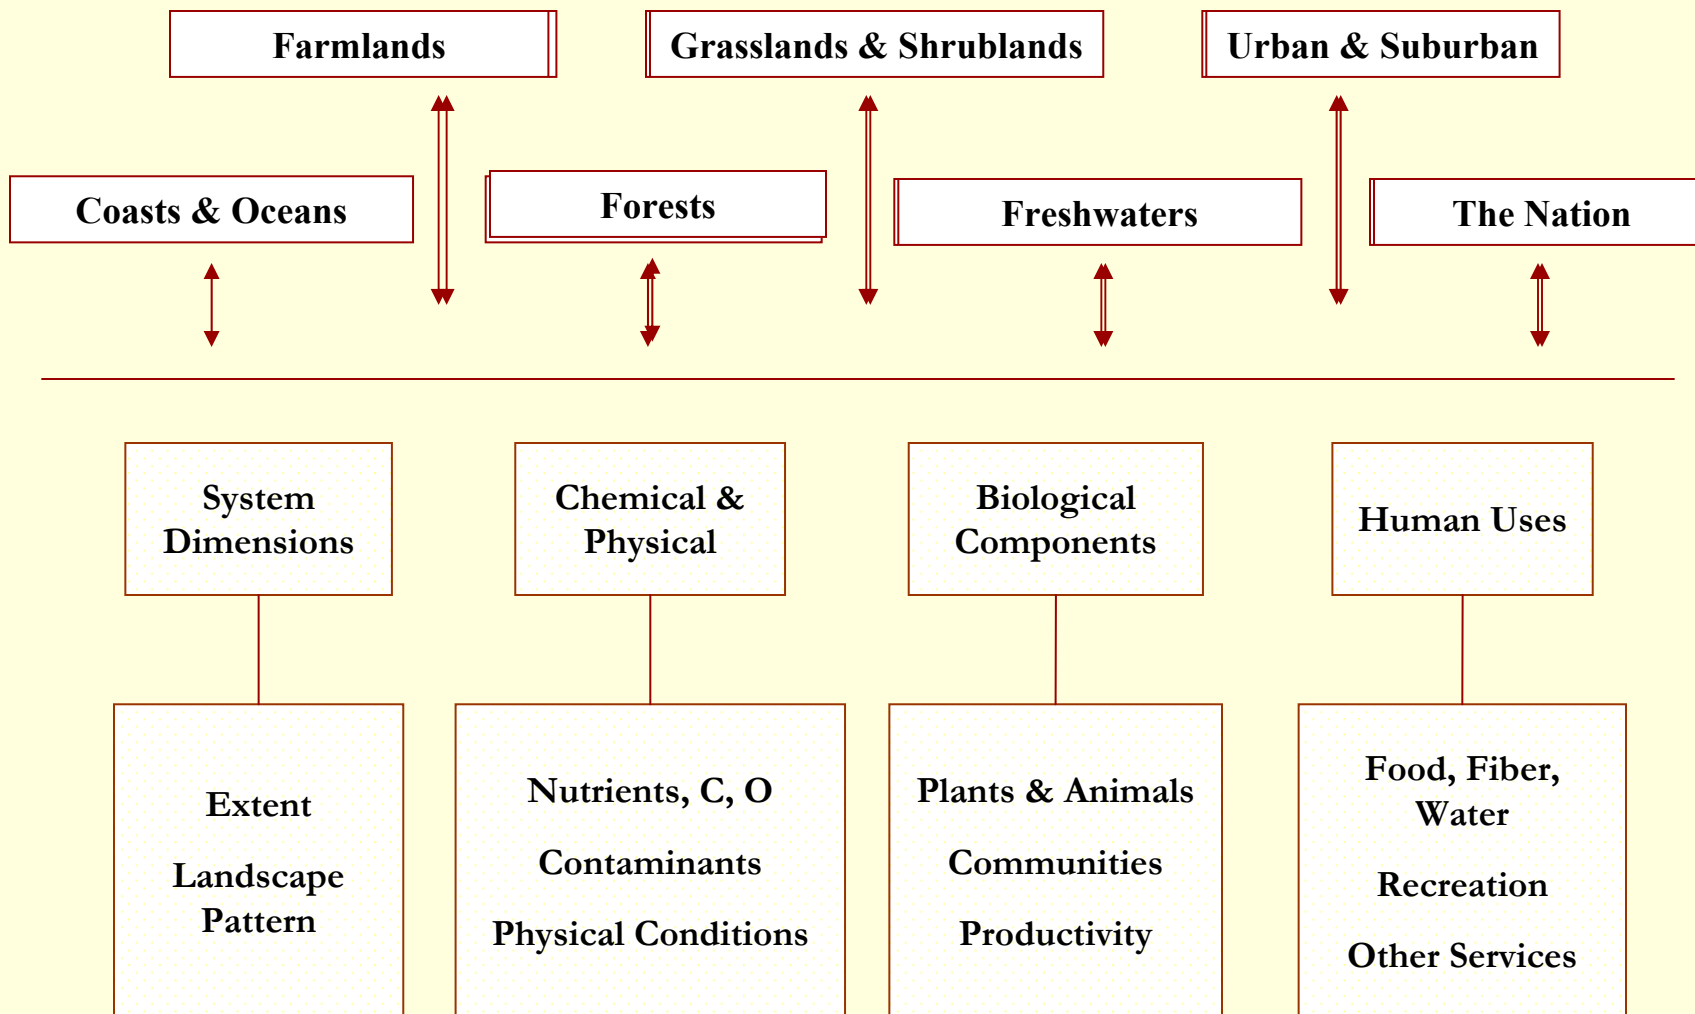 Farmlands
Grasslands & Shrublands
Urban & Suburban
Coasts & Oceans
Forests
Freshwaters
The Nation
System
Dimensions
Chemical &
Physical
Biological
Components
Human Uses
Extent
Landscape
Pattern
Nutrients, C, O
Contaminants
Physical Conditions
Plants & Animals
Communities
Productivity
Food, Fiber,
Water
Recreation
Other Services